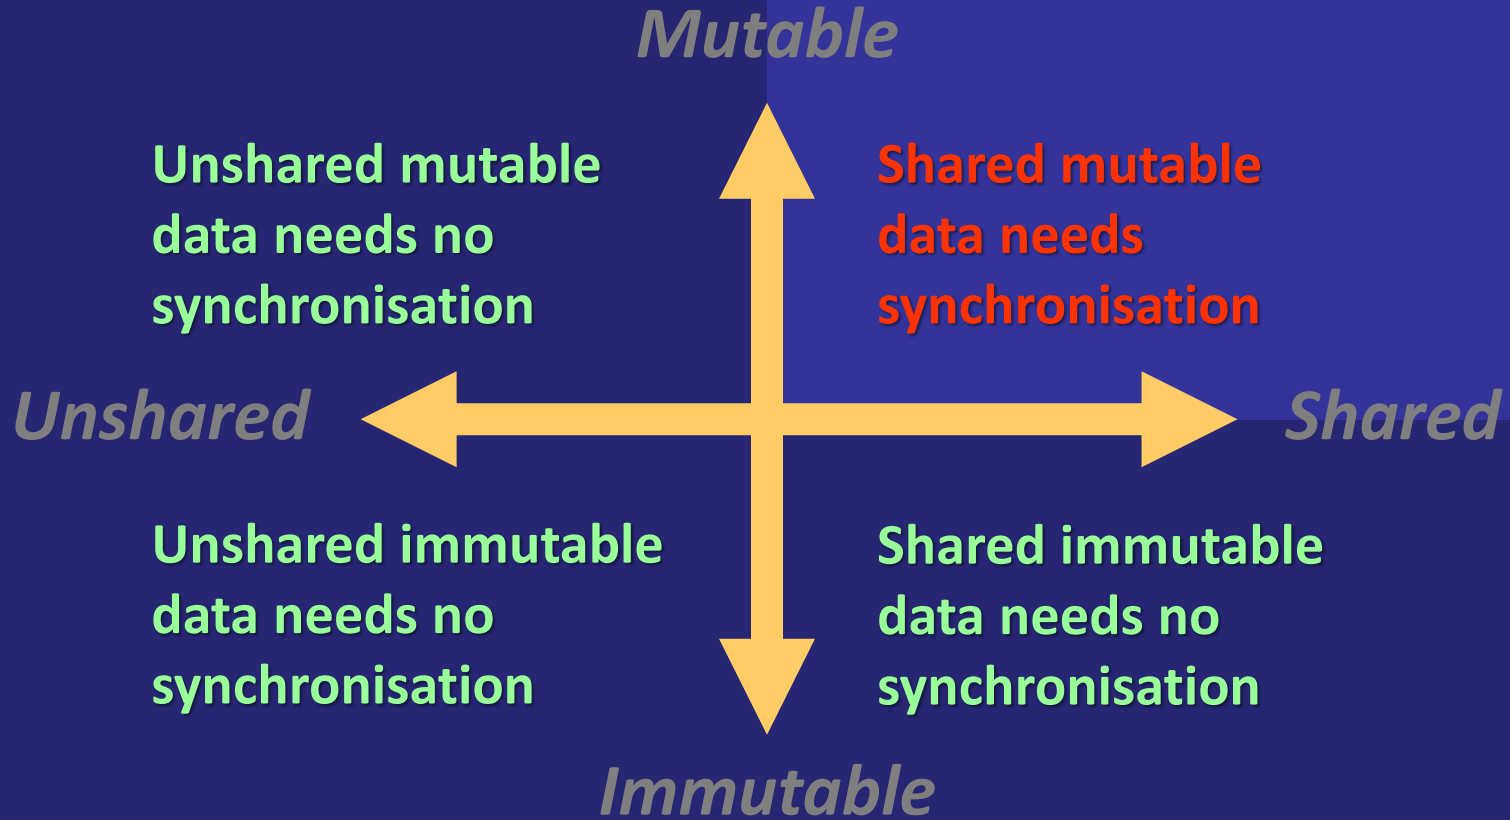 Mutable
Unshared mutable
data needs no
synchronisation
Shared mutable
data needs
synchronisation
Unshared
Shared
Unshared immutable
data needs no
synchronisation
Shared immutable
data needs no
synchronisation
Immutable